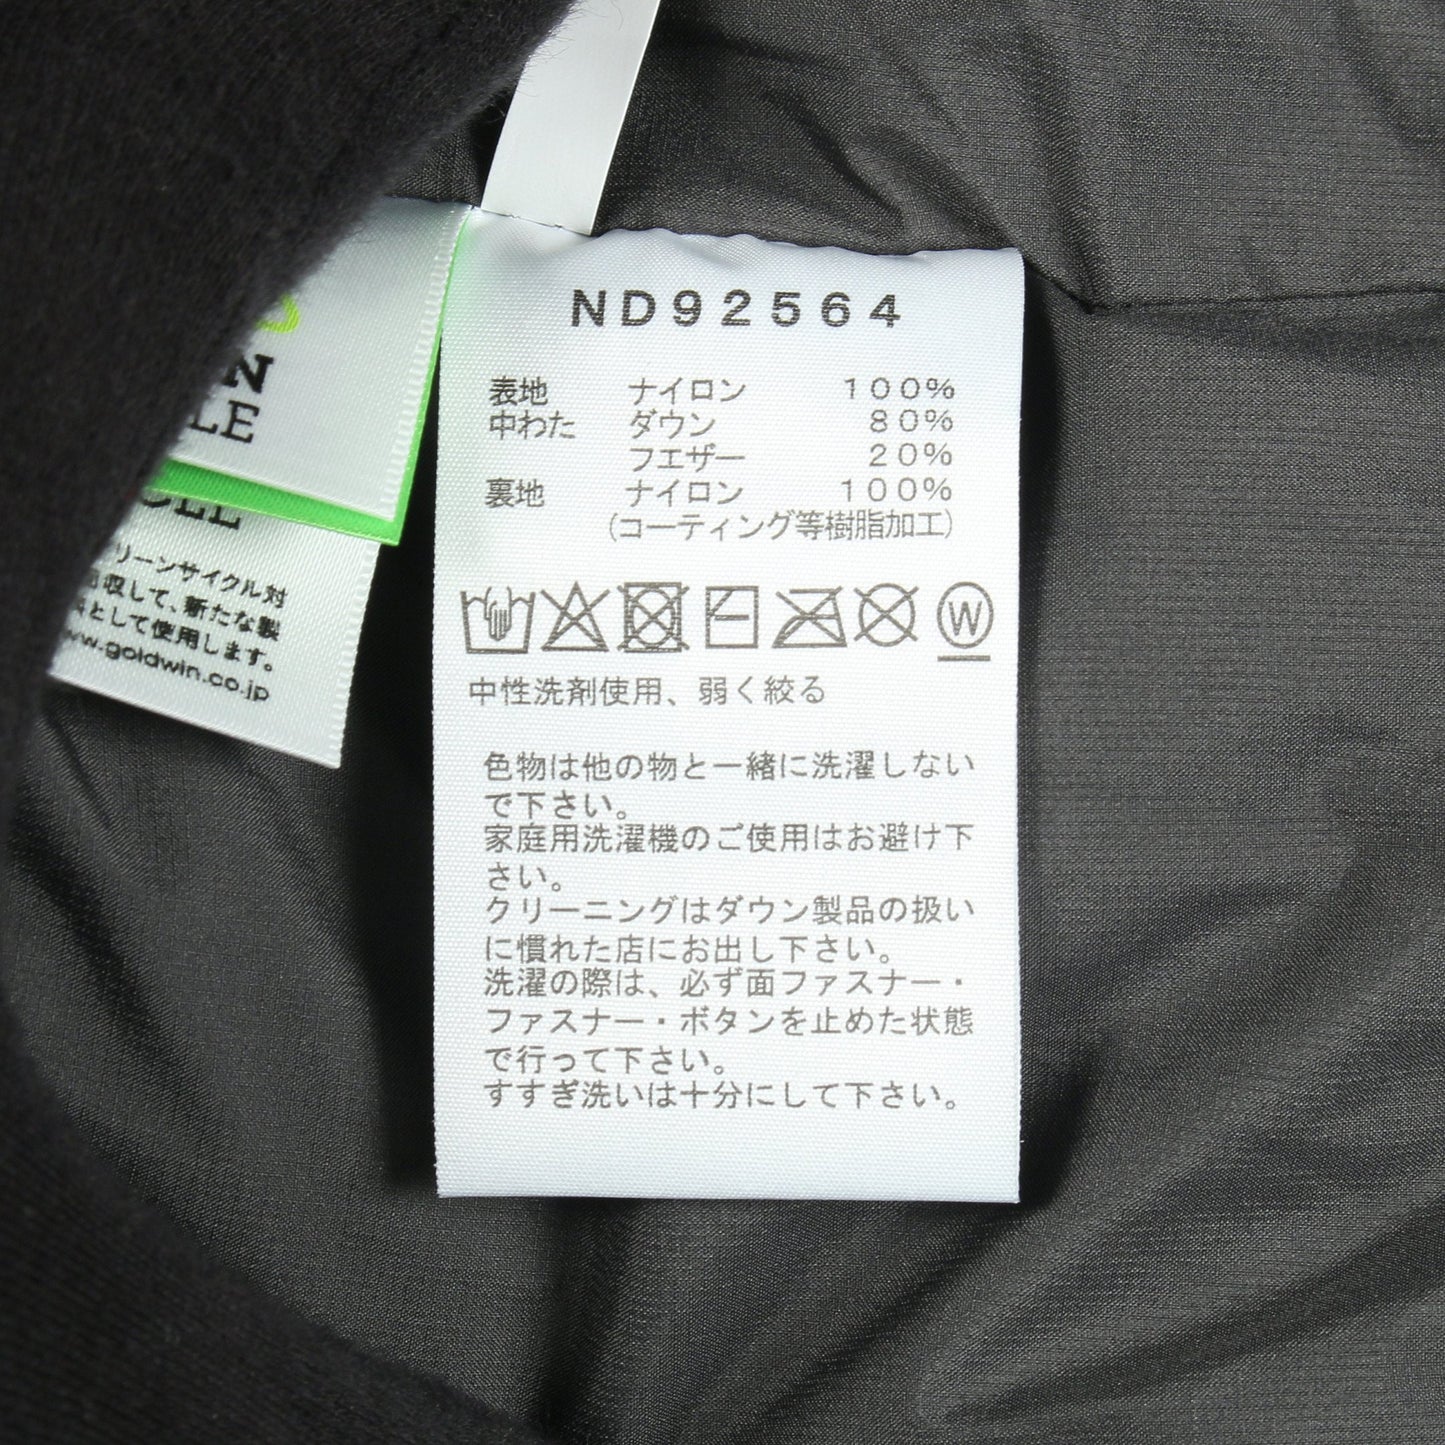 ND92564
表地 ナイロン 100%
中わた ダウン 80%
フエザー 20%
裏地 ナイロン 100%
(コーティング等樹脂加工)
W
中性洗剤使用、弱く絞る
色物は他の物と一緒に洗濯しない
で下さい。
家庭用洗濯機のご使用はお避け下
さい。
クリーニングはダウン製品の扱い
に慣れた店にお出し下さい。
洗濯の際は、必ず面ファスナー・
ファスナー・ボタンを止めた状態
で行って下さい。
すすぎ洗いは十分にして下さい。
リーンサイクル対
収して、新たな製
として使用します。
w.goldwin.co.jp